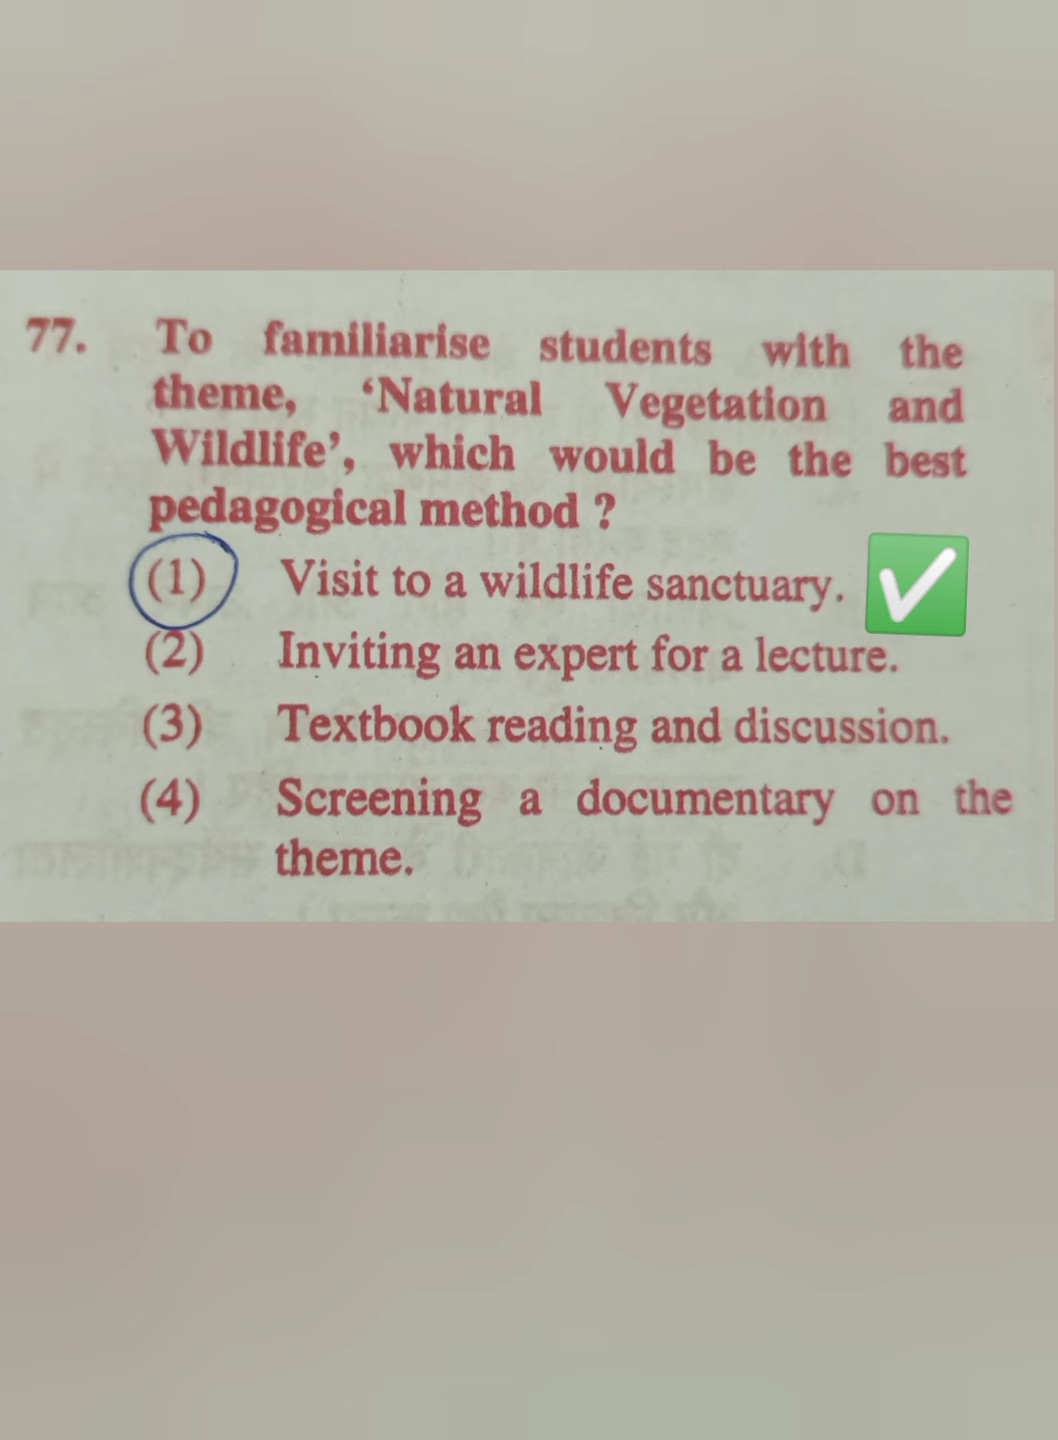 77. To familiarise students with the
theme, ‘Natural Vegetation and
Wildlife’, which would be the best
pedagogical method ?
(1) Visit to a wildlife sanctuary.
(2) Inviting an expert for a lecture.
(3) Textbook reading and discussion.
(4) Screening a documentary on the
theme.